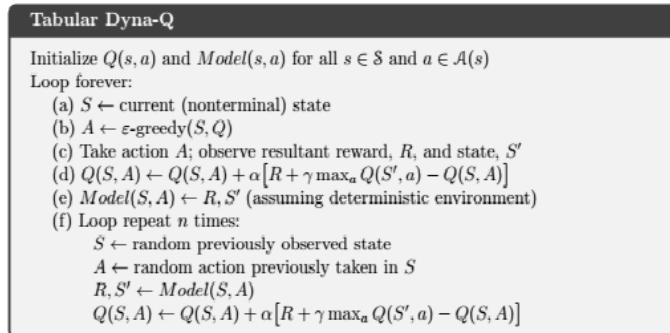 Tabular Dyna-Q
Initialize Q(s, a) and Model(s, a) for all s ∈ S and a ∈ A(s)
Loop forever:
(a) S ← current (nonterminal) state
(b) A ← ε-greedy(S, Q)
(c) Take action A; observe resultant reward, R, and state, S′
(d) Q(S, A) ← Q(S, A) + α[R + γ maxₐ Q(S′, a) − Q(S, A)]
(e) Model(S, A) ← R, S′ (assuming deterministic environment)
(f) Loop repeat n times:
S ← random previously observed state
A ← random action previously taken in S
R, S′ ← Model(S, A)
Q(S, A) ← Q(S, A) + α[R + γ maxₐ Q(S′, a) − Q(S, A)]